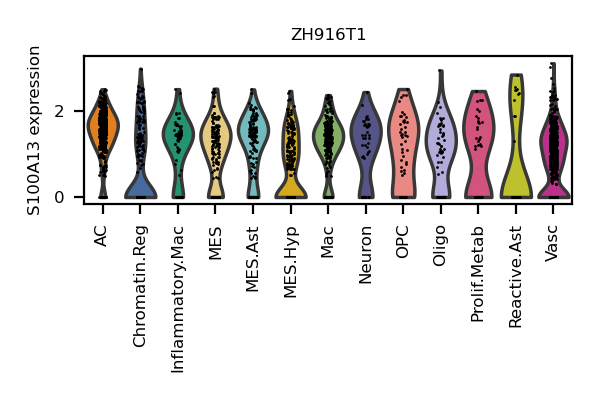 ZH916T1
S100A13 expression
2
0
AC
Chromatin.Reg
Inflammatory.Mac
MES
MES.Ast
MES.Hyp
Mac
Neuron
OPC
Oligo
Prolif.Metab
Reactive.Ast
Vasc